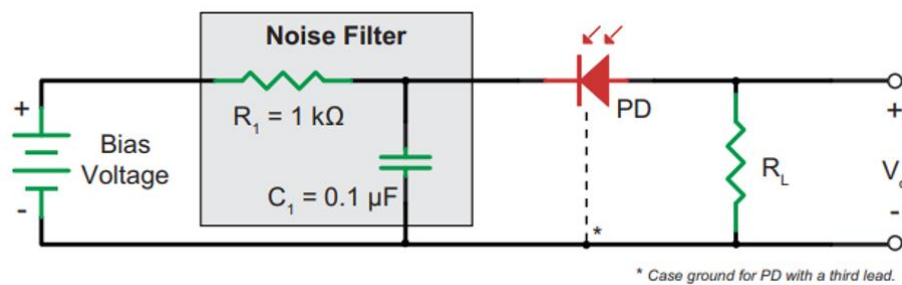 Noise Filter
+
R₁ = 1 kΩ
PD
+
Bias
Voltage
R_L
V
-
C₁ = 0.1 µF
-
*
* Case ground for PD with a third lead.